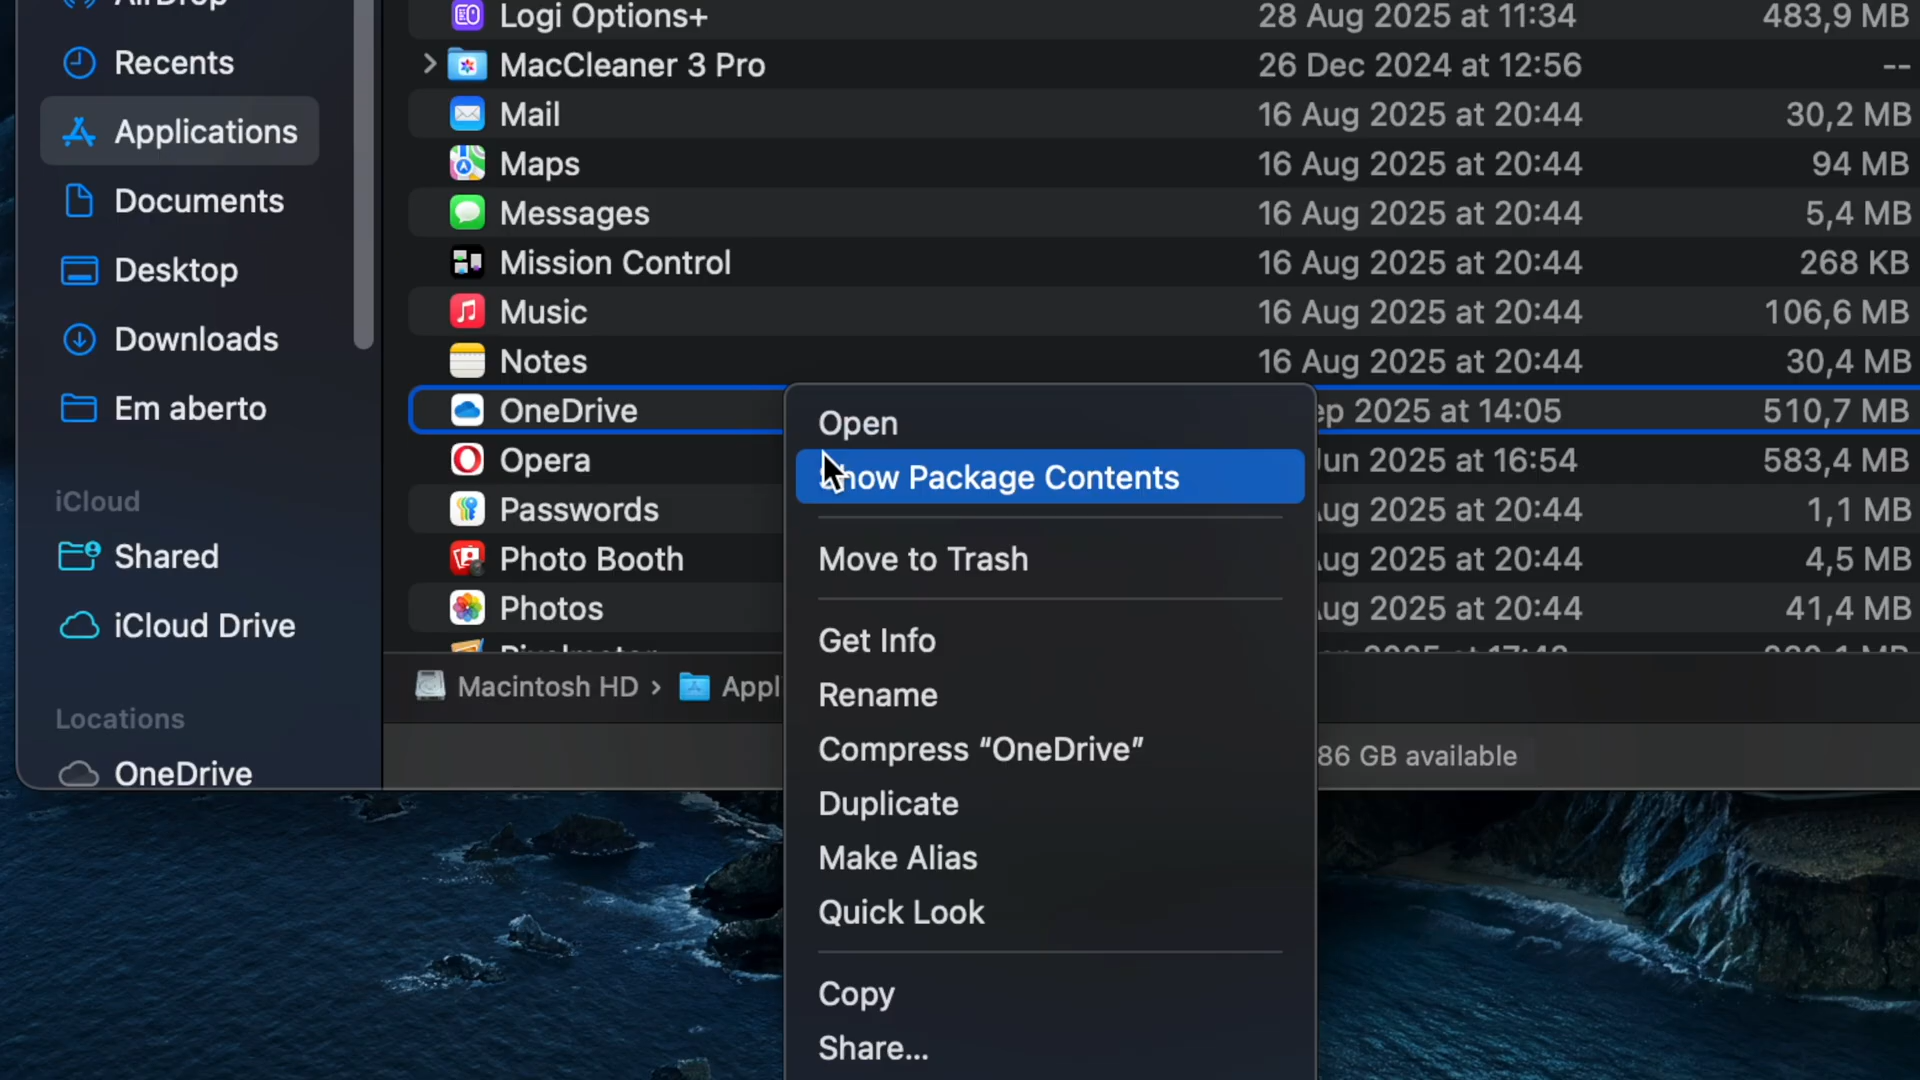 AirDrop
Recents
Applications
Documents
Desktop
Downloads
Em aberto
iCloud
Shared
iCloud Drive
Locations
OneDrive
Logi Options+ 28 Aug 2025 at 11:34 483,9 MB
MacCleaner 3 Pro 26 Dec 2024 at 12:56 --
Mail 16 Aug 2025 at 20:44 30,2 MB
Maps 16 Aug 2025 at 20:44 94 MB
Messages 16 Aug 2025 at 20:44 5,4 MB
Mission Control 16 Aug 2025 at 20:44 268 KB
Music 16 Aug 2025 at 20:44 106,6 MB
Notes 16 Aug 2025 at 20:44 30,4 MB
OneDrive ep 2025 at 14:05 510,7 MB
Opera Jun 2025 at 16:54 583,4 MB
Passwords Aug 2025 at 20:44 1,1 MB
Photo Booth Aug 2025 at 20:44 4,5 MB
Photos Aug 2025 at 20:44 41,4 MB
Macintosh HD › Appl
86 GB available
Open
Show Package Contents
Move to Trash
Get Info
Rename
Compress “OneDrive”
Duplicate
Make Alias
Quick Look
Copy
Share...